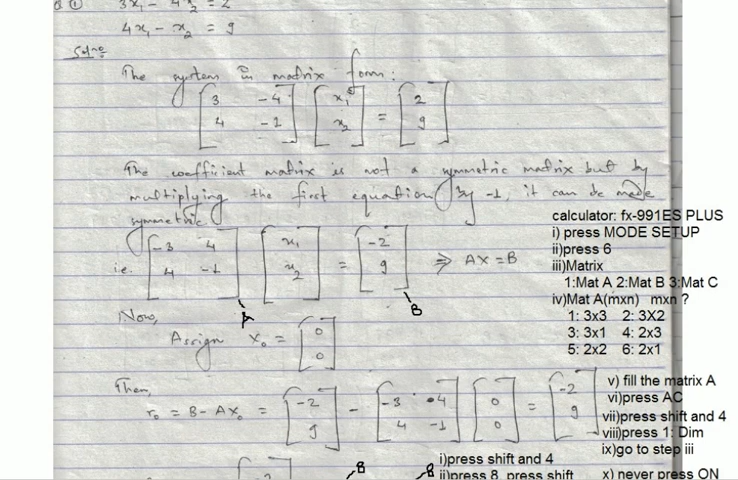 Q ① 3x₁ - 4x₂ = 2
4x₁ - x₂ = 9
Solⁿ:
The system in matrix form:
[3 -4] [x₁] = [2]
[4 -1] [x₂] [9]
The coefficient matrix is not a symmetric matrix but by
multiplying the first equation by -1, it can be made
symmetric
i.e. [-3 4] [x₁] = [-2] ⇒ AX = B
[4 -1] [x₂] [9]
A B
Now,
Assign x₀ = [0]
[0]
Then,
r₀ = B - Ax₀ = [-2] - [-3 4] [0] = [-2]
[9] [4 -1] [0] [9]
B B
calculator: fx-991ES PLUS
i) press MODE SETUP
ii)press 6
iii)Matrix
1:Mat A 2:Mat B 3:Mat C
iv)Mat A(mxn) mxn ?
1: 3x3 2: 3X2
3: 3x1 4: 2x3
5: 2x2 6: 2x1
v) fill the matrix A
vi)press AC
vii)press shift and 4
viii)press 1: Dim
ix)go to step iii
i)press shift and 4
ii)press 8, press shift
x) never press ON